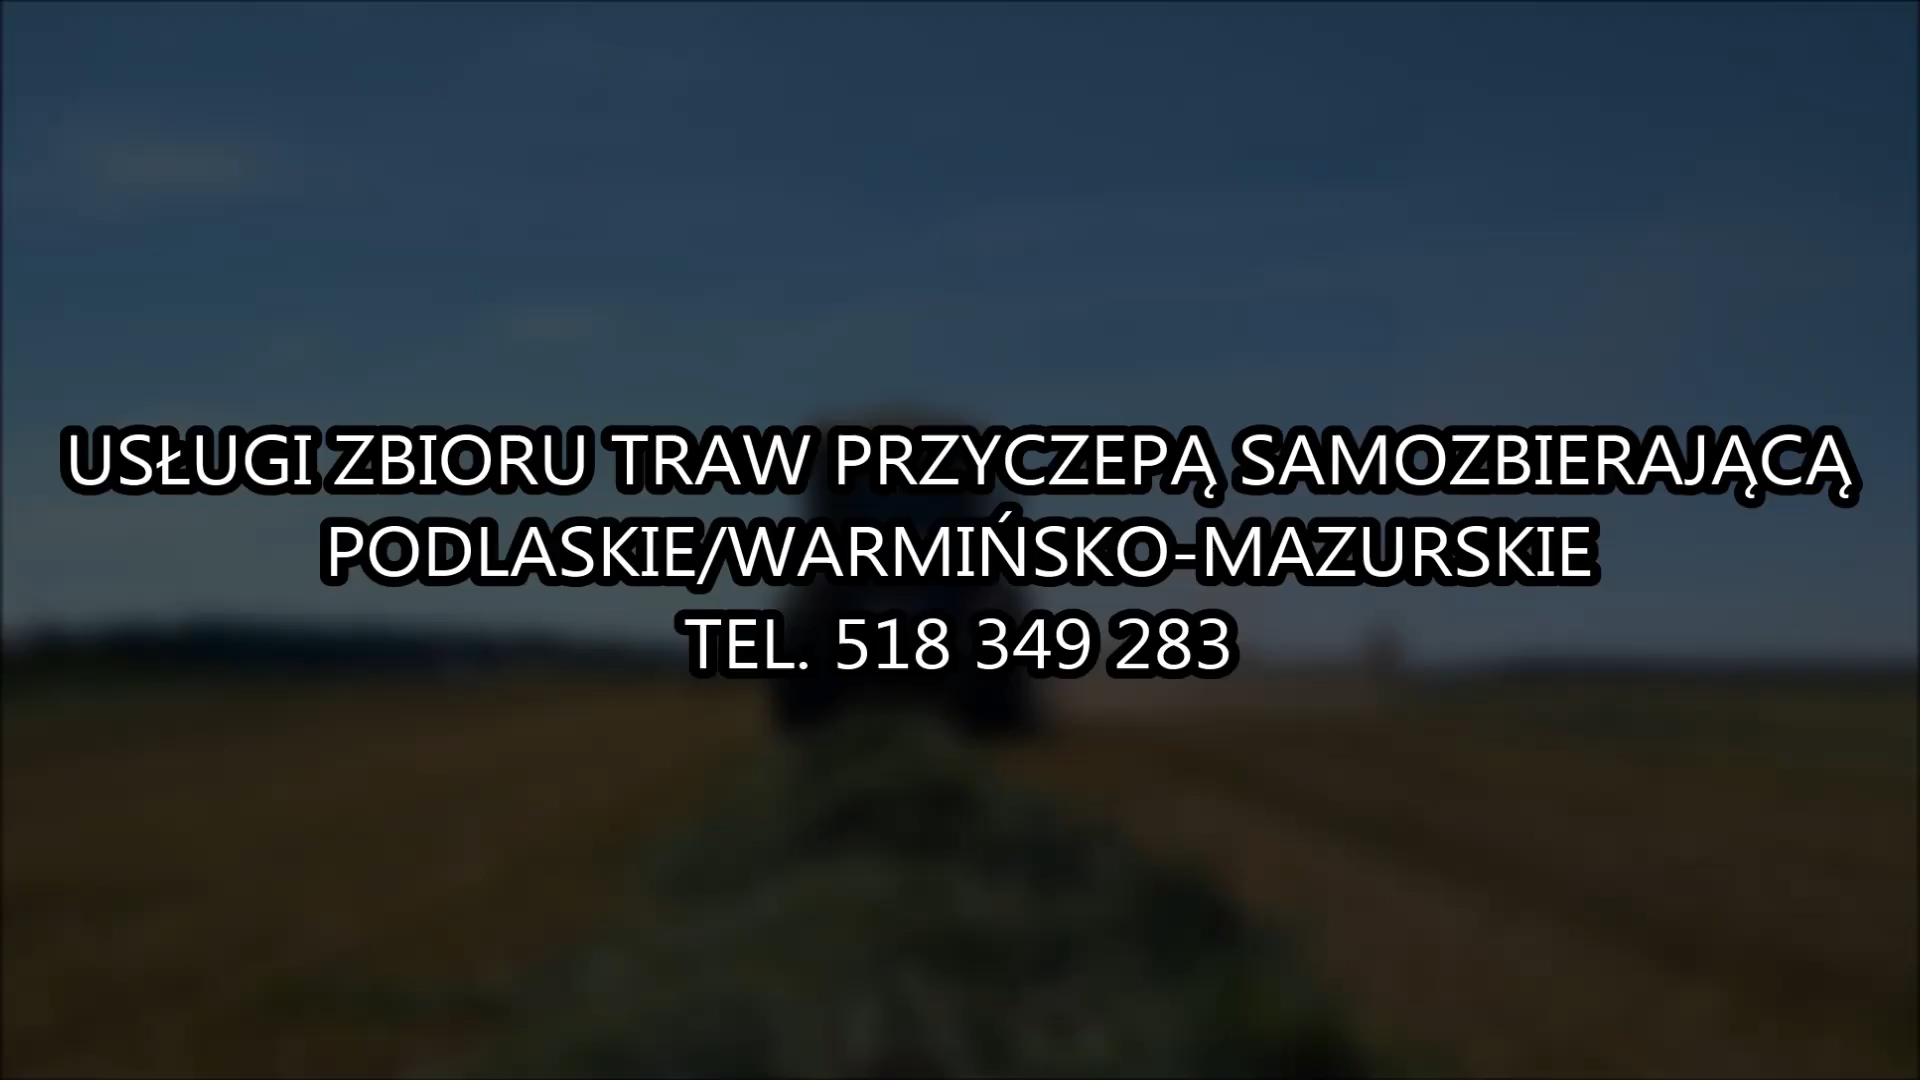 USŁUGI ZBIORU TRAW PRZYCZEPĄ SAMOZBIERAJĄCĄ
PODLASKIE/WARMIŃSKO-MAZURSKIE
TEL. 518 349 283